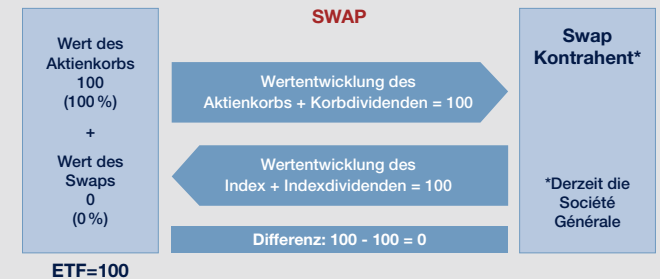 SWAP
Wert des
Aktienkorbs
100
(100 %)
+
Wert des
Swaps
0
(0 %)
ETF=100
Wertentwicklung des
Aktienkorbs + Korbdividenden = 100
Wertentwicklung des
Index + Indexdividenden = 100
Differenz: 100 - 100 = 0
Swap
Kontrahent*
*Derzeit die
Société
Générale